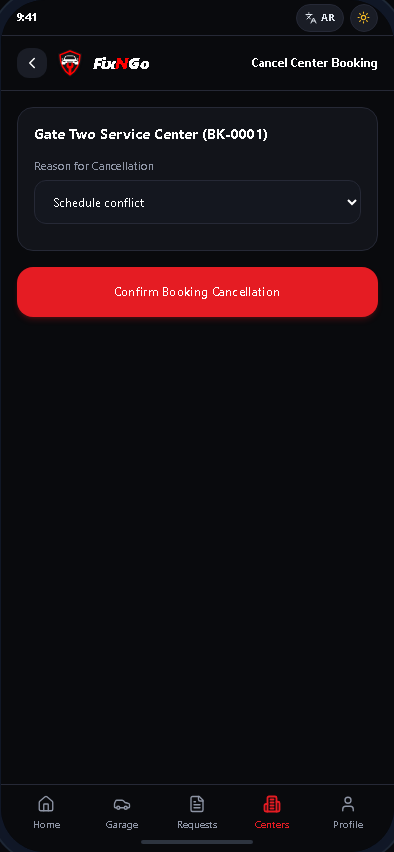 9:41
AR
FixNGo
Cancel Center Booking
Gate Two Service Center (BK-0001)
Reason for Cancellation
Schedule conflict
Confirm Booking Cancellation
Home
Garage
Requests
Centers
Profile